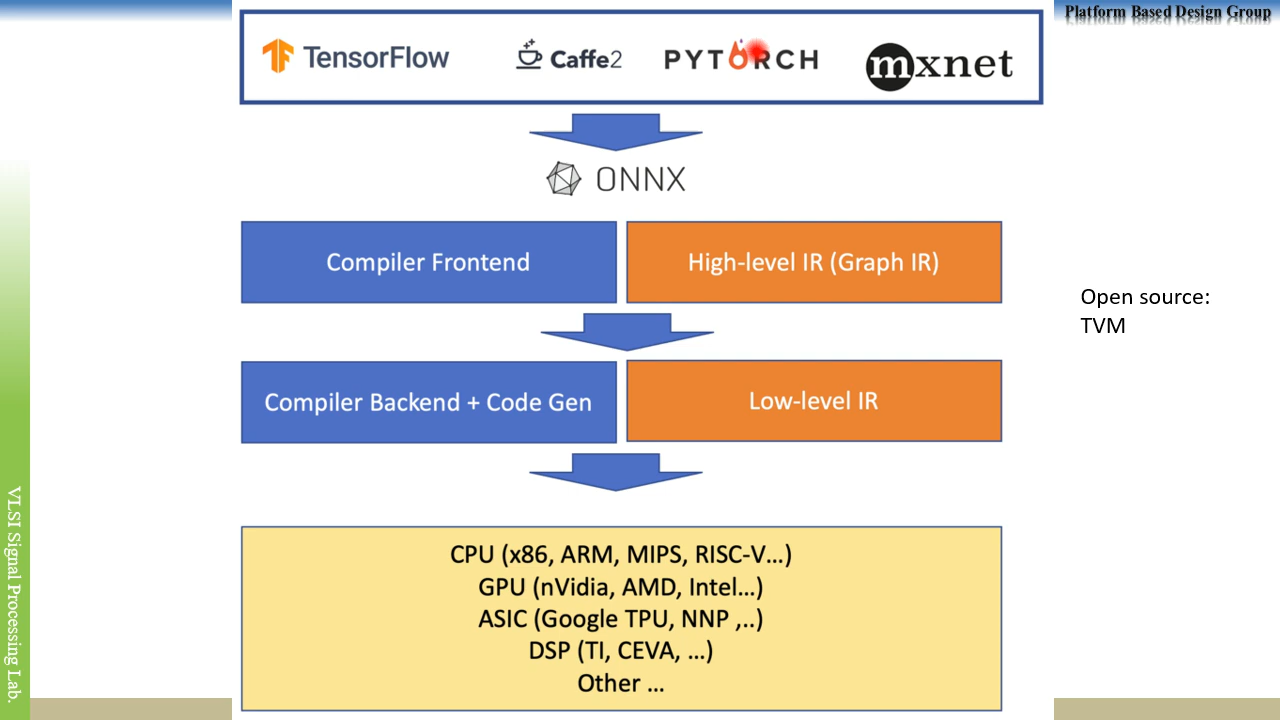 Platform Based Design Group
TensorFlow
Caffe2
PYTORCH
mxnet
ONNX
Compiler Frontend
High-level IR (Graph IR)
Open source:
TVM
Compiler Backend + Code Gen
Low-level IR
CPU (x86, ARM, MIPS, RISC-V...)
GPU (nVidia, AMD, Intel...)
ASIC (Google TPU, NNP ,..)
DSP (TI, CEVA, ...)
Other ...
VLSI Signal Processing Lab.